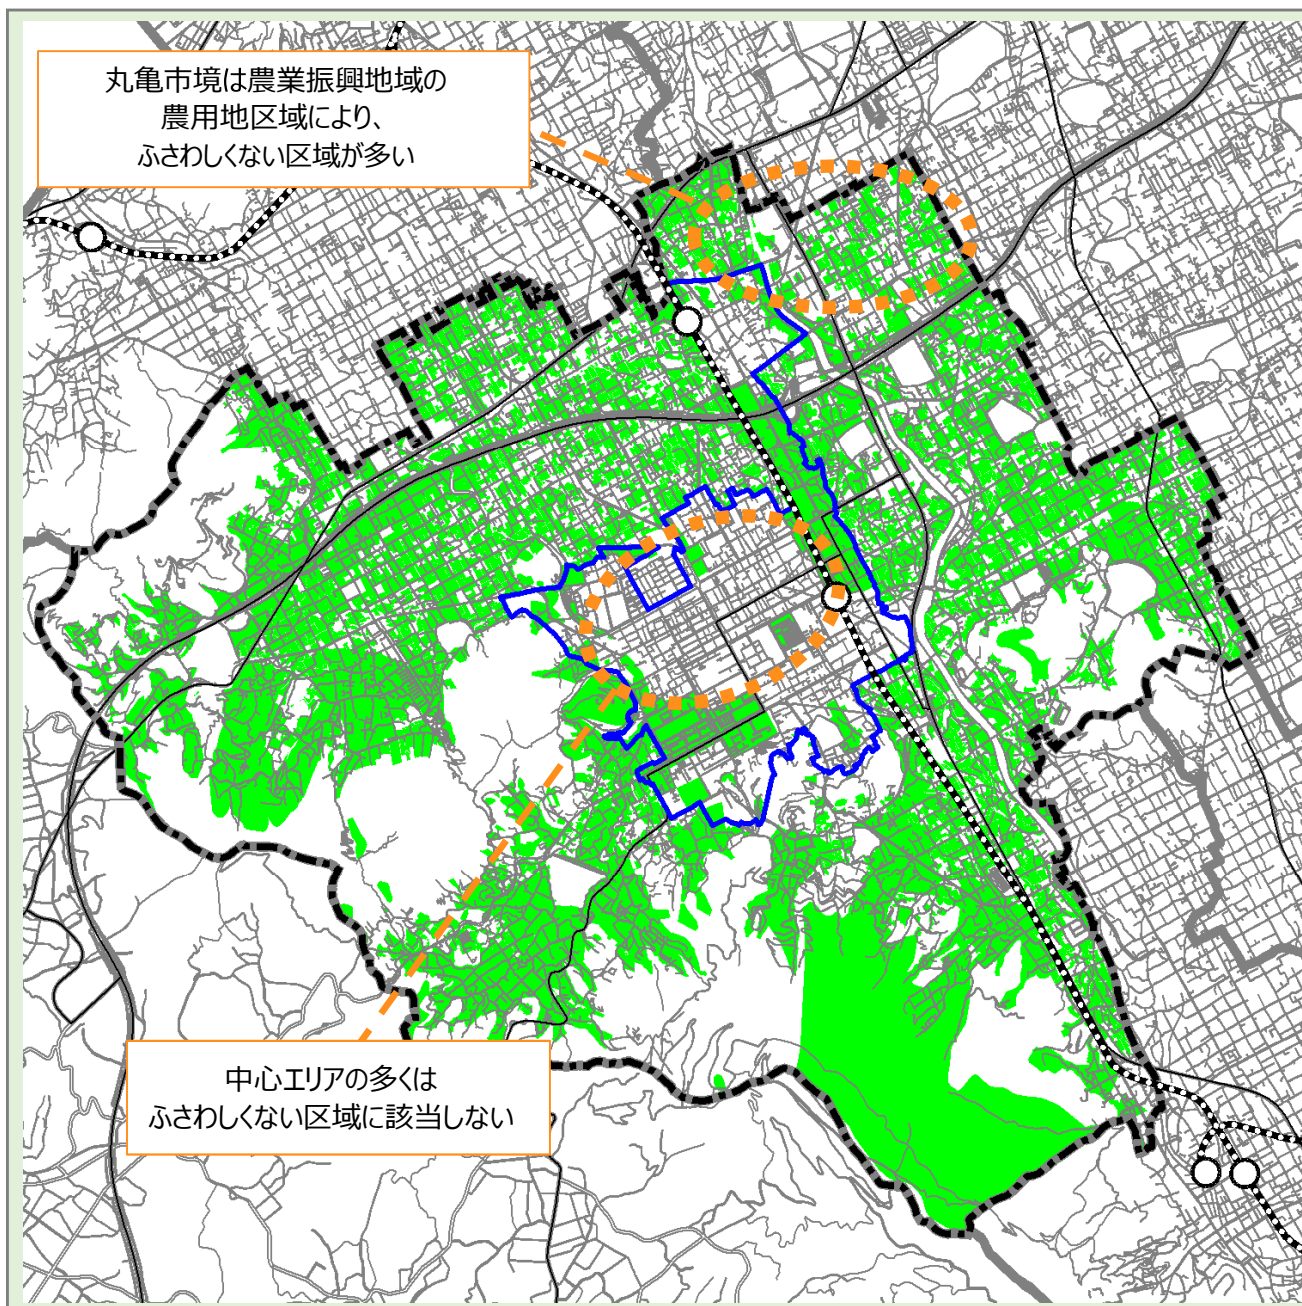 丸亀市境は農業振興地域の
農用地区域により、
ふさわしくない区域が多い
中心エリアの多くは
ふさわしくない区域に該当しない